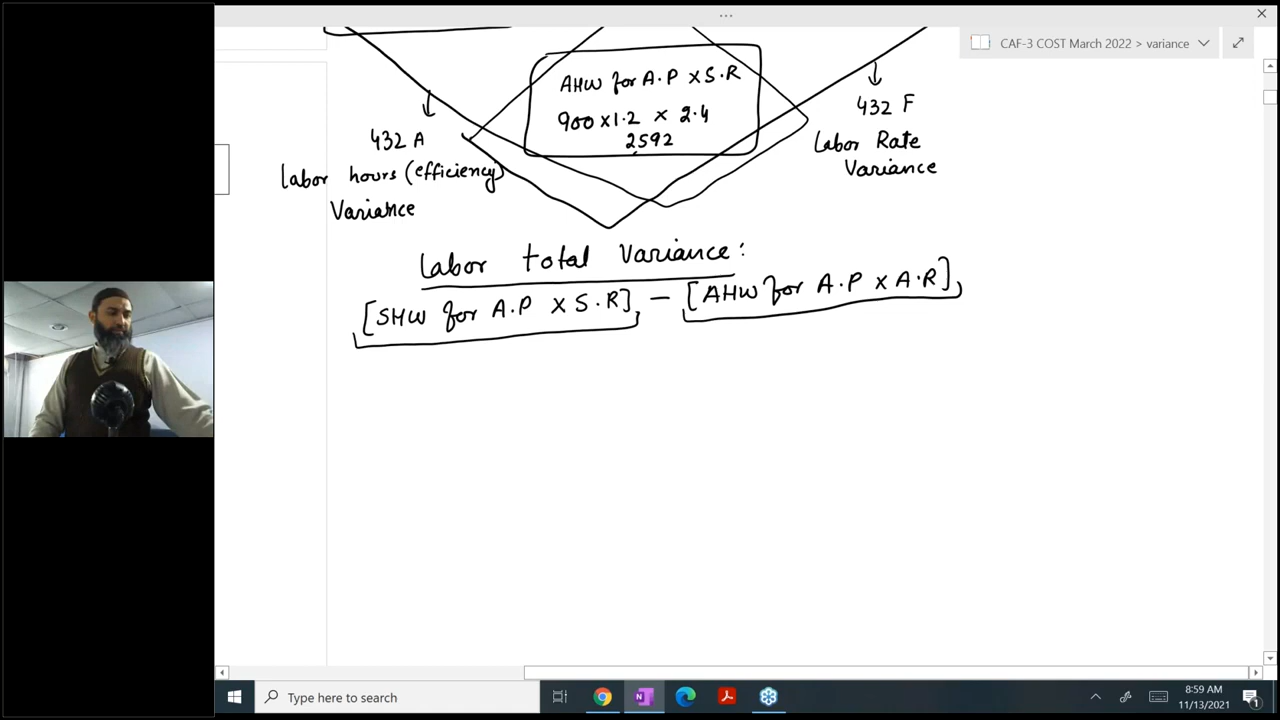 CAF-3 COST March 2022 > variance
AHW for A.P X S.R
900 X 1.2 X 2.4
2592
432 A
Labor hours (efficiency)
Variance
432 F
Labor Rate
Variance
Labor total Variance:
[SHW for A.P X S.R] - [AHW for A.P X A.R]
Type here to search
8:59 AM
11/13/2021
1